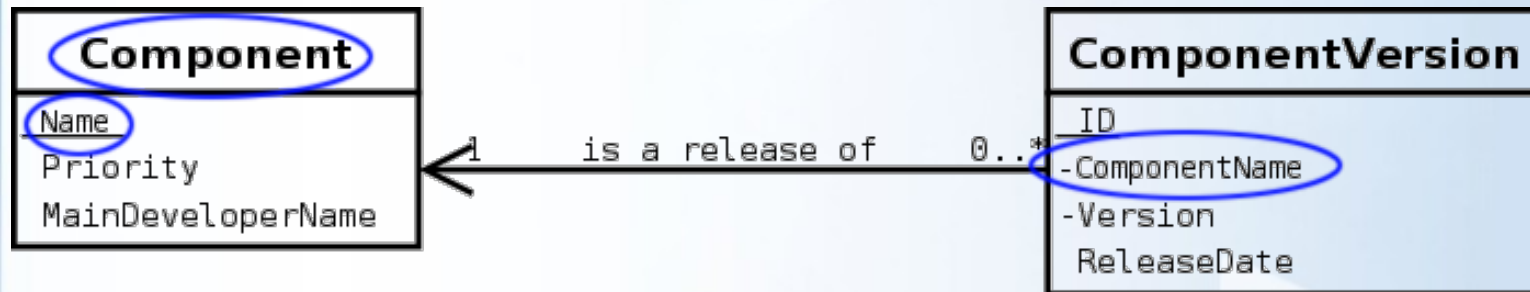 Component
Name
Priority
MainDeveloperName
1 is a release of 0..*
ComponentVersion
ID
-ComponentName
-Version
ReleaseDate